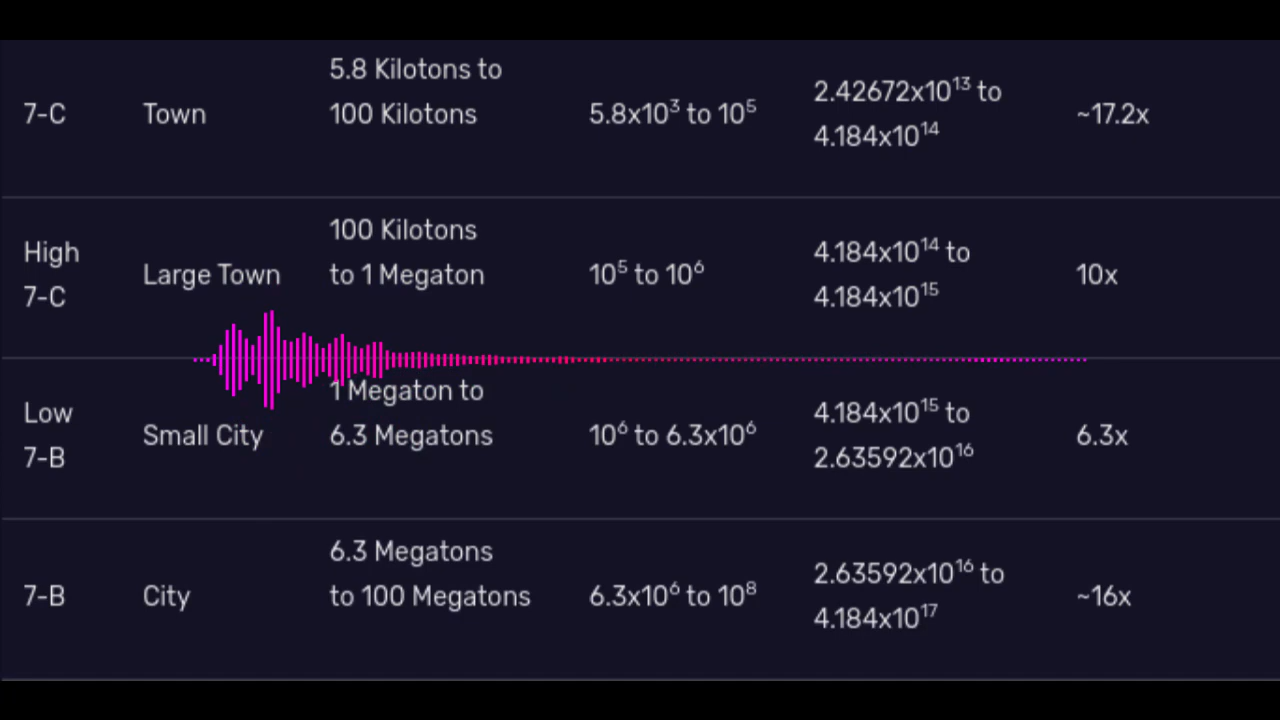 5.8 Kilotons to
2.42672x10¹³ to
7-C Town 100 Kilotons 5.8x10³ to 10⁵ ~17.2x
4.184x10¹⁴
100 Kilotons
High 4.184x10¹⁴ to
Large Town to 1 Megaton 10⁵ to 10⁶ 10x
7-C 4.184x10¹⁵
1 Megaton to
Low 4.184x10¹⁵ to
Small City 6.3 Megatons 10⁶ to 6.3x10⁶ 6.3x
7-B 2.63592x10¹⁶
6.3 Megatons
2.63592x10¹⁶ to
7-B City to 100 Megatons 6.3x10⁶ to 10⁸ ~16x
4.184x10¹⁷